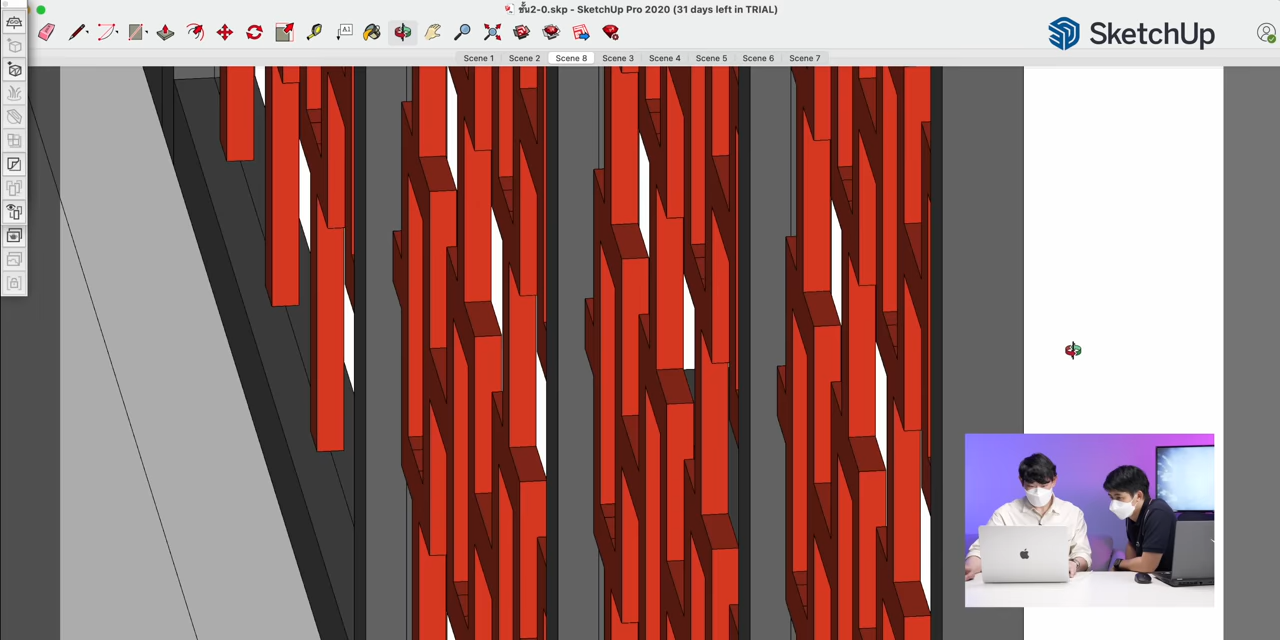 ชั้น2-0.skp - SketchUp Pro 2020 (31 days left in TRIAL)
A1
SketchUp
Scene 1 Scene 2 Scene 8 Scene 3 Scene 4 Scene 5 Scene 6 Scene 7